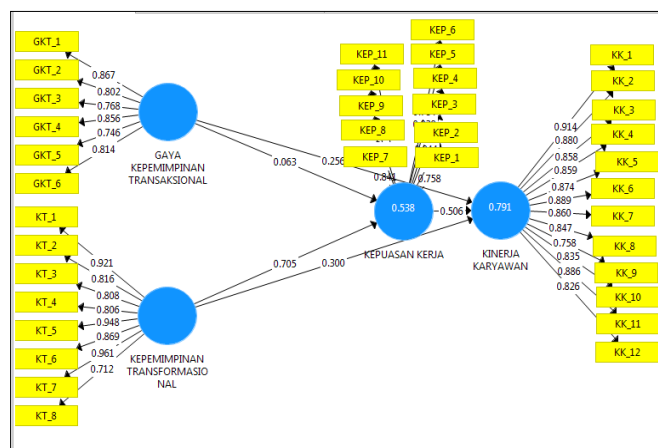 GKT_1
GKT_2
GKT_3
GKT_4
GKT_5
GKT_6
0.867
0.802
0.768
0.856
0.746
0.814
GAYA
KEPEMIMPINAN
TRANSAKSIONAL
0.063
0.256
KT_1
KT_2
KT_3
KT_4
KT_5
KT_6
KT_7
KT_8
0.921
0.816
0.808
0.806
0.948
0.869
0.961
0.712
KEPEMIMPINAN
TRANSFORMASIO
NAL
0.705
0.300
KEP_11
KEP_10
KEP_9
KEP_8
KEP_7
KEP_6
KEP_5
KEP_4
KEP_3
KEP_2
KEP_1
0.758
0.538
KEPUASAN KERJA
0.506
0.791
KINERJA
KARYAWAN
0.914
0.880
0.858
0.859
0.874
0.889
0.860
0.847
0.758
0.835
0.886
0.826
KK_1
KK_2
KK_3
KK_4
KK_5
KK_6
KK_7
KK_8
KK_9
KK_10
KK_11
KK_12